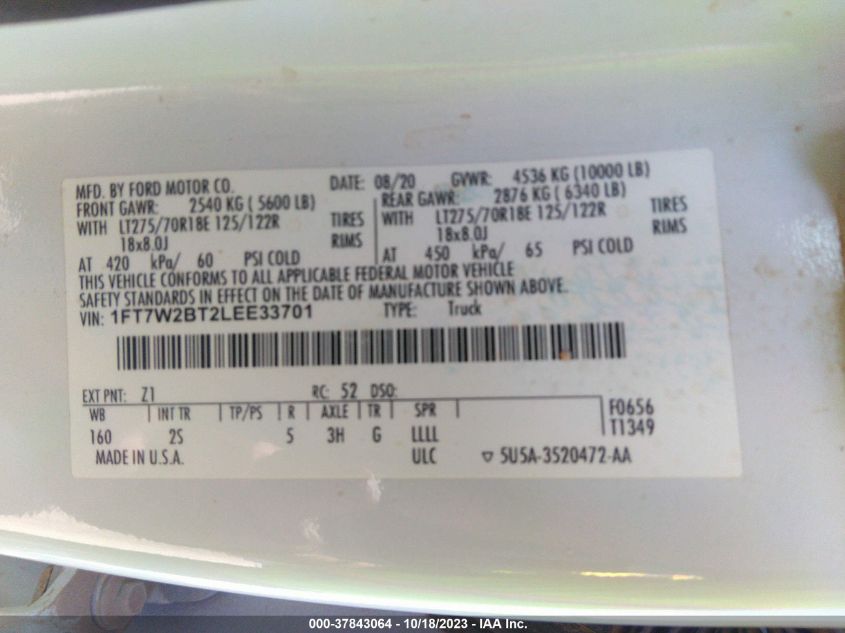 MFD. BY FORD MOTOR CO. DATE: 08/20 GVWR: 4536 KG (10000 LB)
FRONT GAWR: 2540 KG ( 5600 LB) REAR GAWR: 2876 KG ( 6340 LB)
WITH LT275/70R18E 125/122R TIRES WITH LT275/70R18E 125/122R TIRES
18x8.0J RIMS 18x8.0J RIMS
AT 420 kPa/ 60 PSI COLD AT 450 kPa/ 65 PSI COLD
THIS VEHICLE CONFORMS TO ALL APPLICABLE FEDERAL MOTOR VEHICLE
SAFETY STANDARDS IN EFFECT ON THE DATE OF MANUFACTURE SHOWN ABOVE.
VIN: 1FT7W2BT2LEE33701 TYPE: Truck
EXT PNT: Z1 RC: 52 DSO:
WB INT TR TP/PS R AXLE TR SPR F0656
160 2S 5 3H G LLLL T1349
MADE IN U.S.A. ULC ▽ 5U5A-3520472-AA
000-37843064 - 10/18/2023 - IAA Inc.